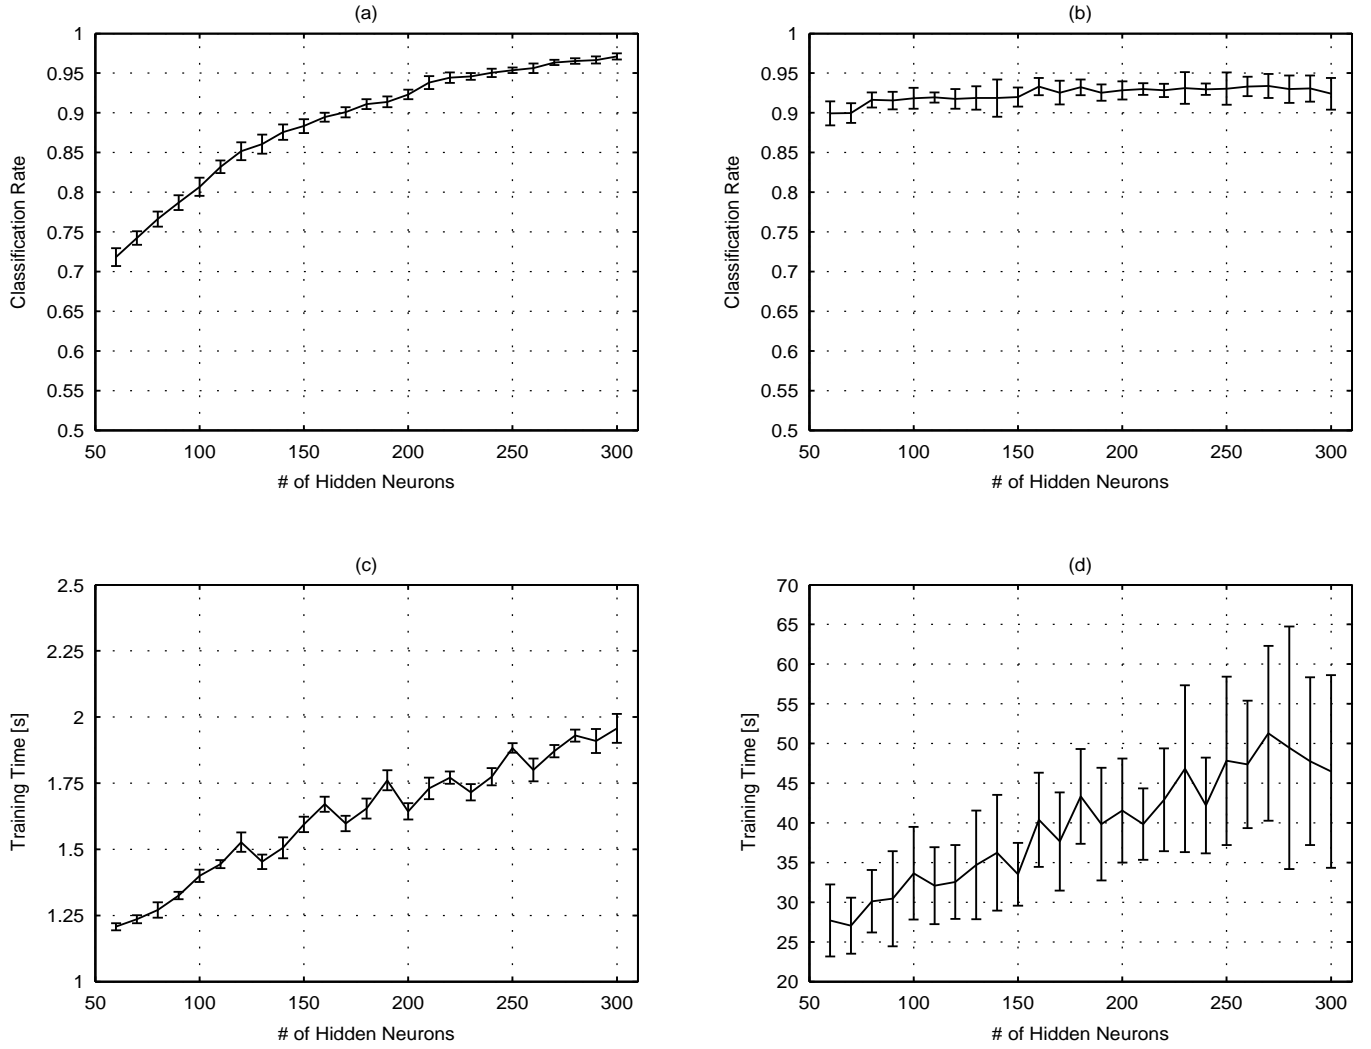 (a)
1
0.95
0.9
0.85
0.8
0.75
0.7
0.65
0.6
0.55
0.5
Classification Rate
50 100 150 200 250 300
# of Hidden Neurons
(b)
1
0.95
0.9
0.85
0.8
0.75
0.7
0.65
0.6
0.55
0.5
Classification Rate
50 100 150 200 250 300
# of Hidden Neurons
(c)
2.5
2.25
2
1.75
1.5
1.25
1
Training Time [s]
50 100 150 200 250 300
# of Hidden Neurons
(d)
70
65
60
55
50
45
40
35
30
25
20
Training Time [s]
50 100 150 200 250 300
# of Hidden Neurons